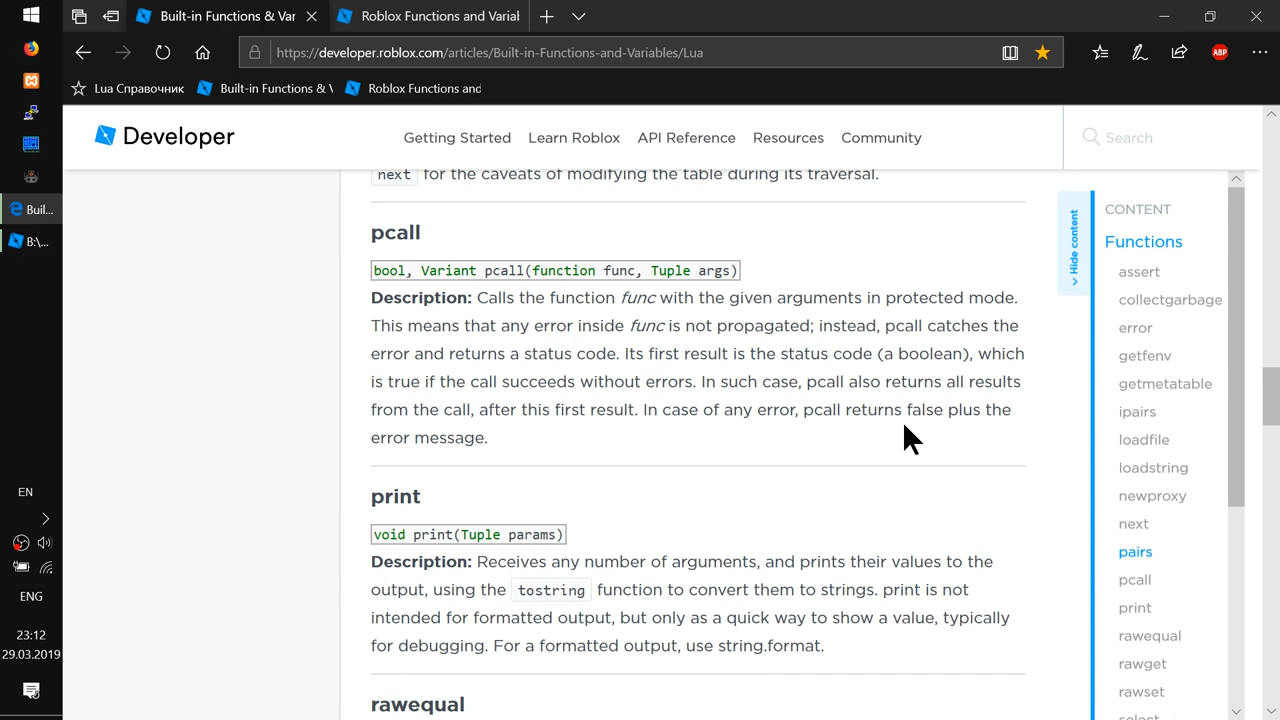 Built-in Functions & Var
Roblox Functions and Variabl
https://developer.roblox.com/articles/Built-in-Functions-and-Variables/Lua
ABP
Lua Справочник
Built-in Functions & V
Roblox Functions and
Developer
Getting Started
Learn Roblox
API Reference
Resources
Community
Search
next for the caveats of modifying the table during its traversal.
pcall
bool, Variant pcall(function func, Tuple args)
Description: Calls the function func with the given arguments in protected mode.
This means that any error inside func is not propagated; instead, pcall catches the
error and returns a status code. Its first result is the status code (a boolean), which
is true if the call succeeds without errors. In such case, pcall also returns all results
from the call, after this first result. In case of any error, pcall returns false plus the
error message.
print
void print(Tuple params)
Description: Receives any number of arguments, and prints their values to the
output, using the tostring function to convert them to strings. print is not
intended for formatted output, but only as a quick way to show a value, typically
for debugging. For a formatted output, use string.format.
rawequal
Hide content
CONTENT
Functions
assert
collectgarbage
error
getfenv
getmetatable
ipairs
loadfile
loadstring
newproxy
next
pairs
pcall
print
rawequal
rawget
rawset
select
Buil...
B:\...
EN
ENG
23:12
29.03.2019